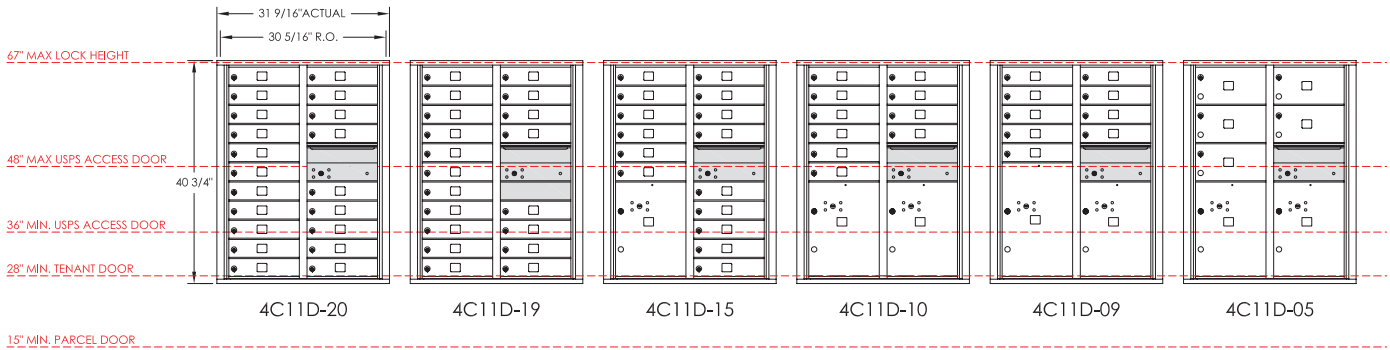 31 9/16"ACTUAL
30 5/16" R.O.
67" MAX LOCK HEIGHT
48" MAX USPS ACCESS DOOR
40 3/4"
36" MIN. USPS ACCESS DOOR
28" MIN. TENANT DOOR
4C11D-20 4C11D-19 4C11D-15 4C11D-10 4C11D-09 4C11D-05
15" MIN. PARCEL DOOR